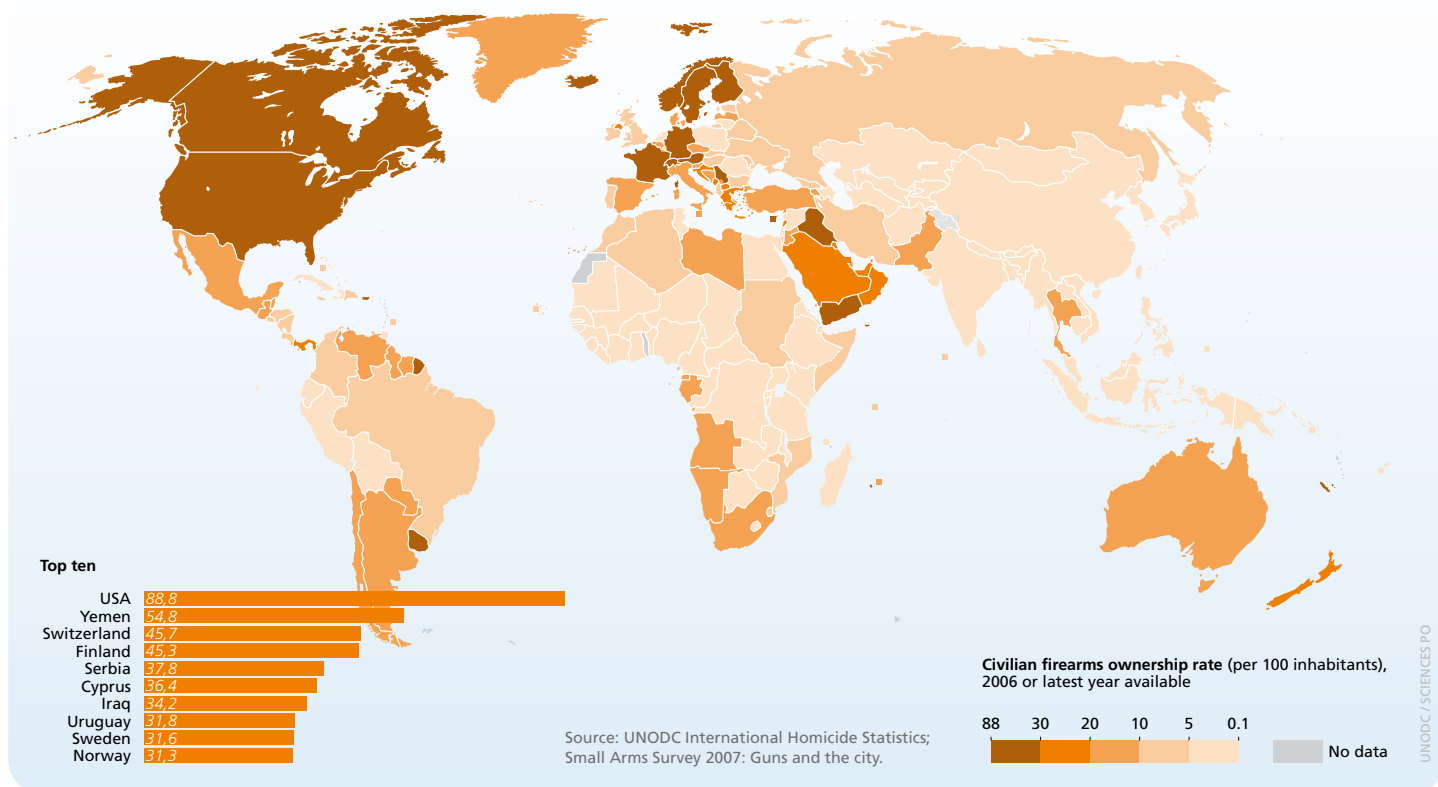 Top ten
USA 88,8
Yemen 54,8
Switzerland 45,7
Finland 45,3
Serbia 37,8
Cyprus 36,4
Iraq 34,2
Uruguay 31,8
Sweden 31,6
Norway 31,3
Source: UNODC International Homicide Statistics;
Small Arms Survey 2007: Guns and the city.
Civilian firearms ownership rate (per 100 inhabitants),
2006 or latest year available
88 30 20 10 5 0.1
No data
UNODC / SCIENCES PO